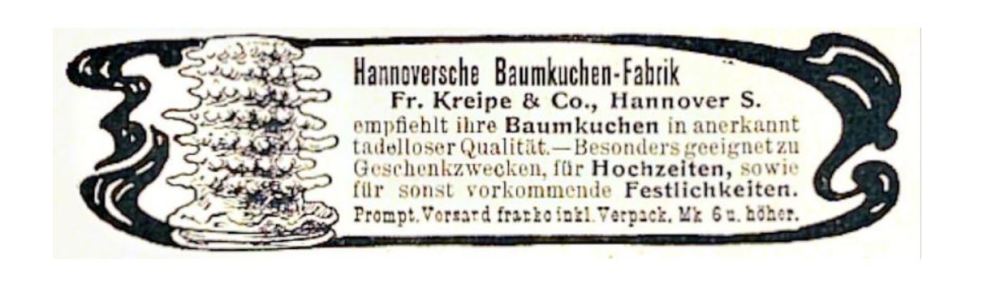 Hannoversche Baumkuchen-Fabrik
Fr. Kreipe & Co., Hannover S.
empfiehlt ihre Baumkuchen in anerkannt
tadelloser Qualität.—Besonders geeignet zu
Geschenkzwecken, für Hochzeiten, sowie
für sonst vorkommende Festlichkeiten.
Prompt. Versard franko inkl. Verpack. Mk 6 u. höher.